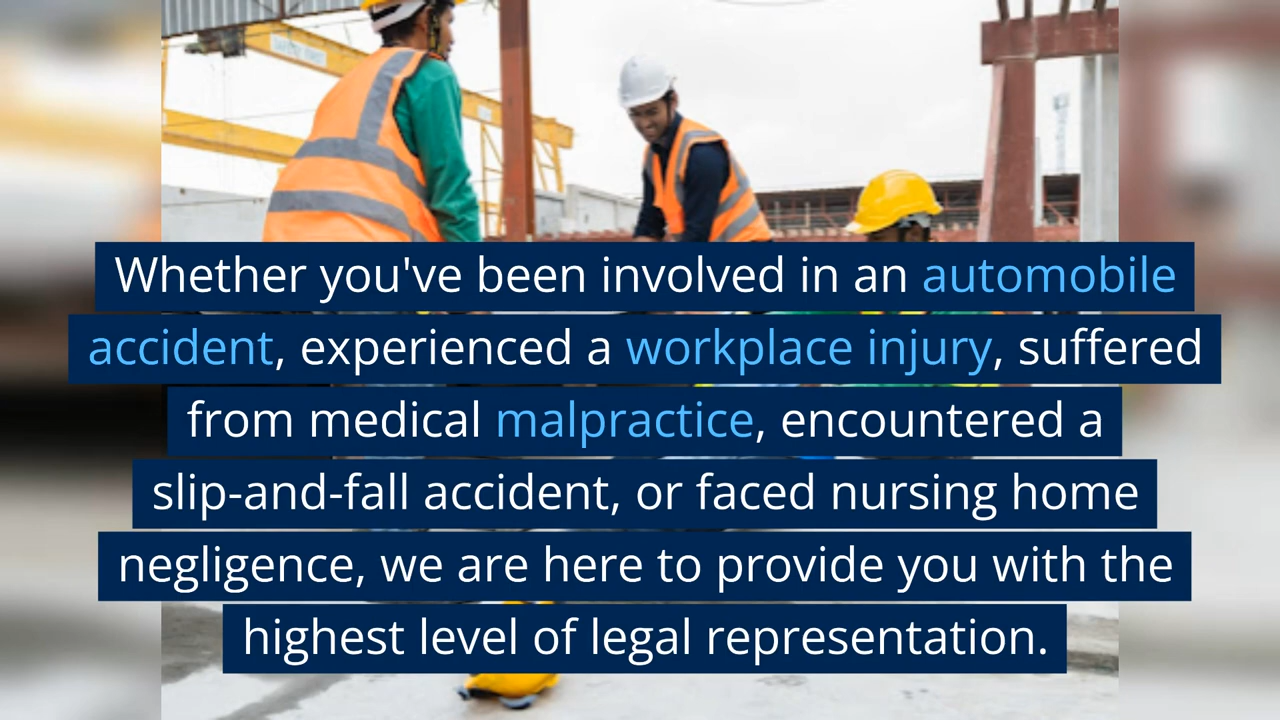 Whether you've been involved in an automobile
accident, experienced a workplace injury, suffered
from medical malpractice, encountered a
slip-and-fall accident, or faced nursing home
negligence, we are here to provide you with the
highest level of legal representation.